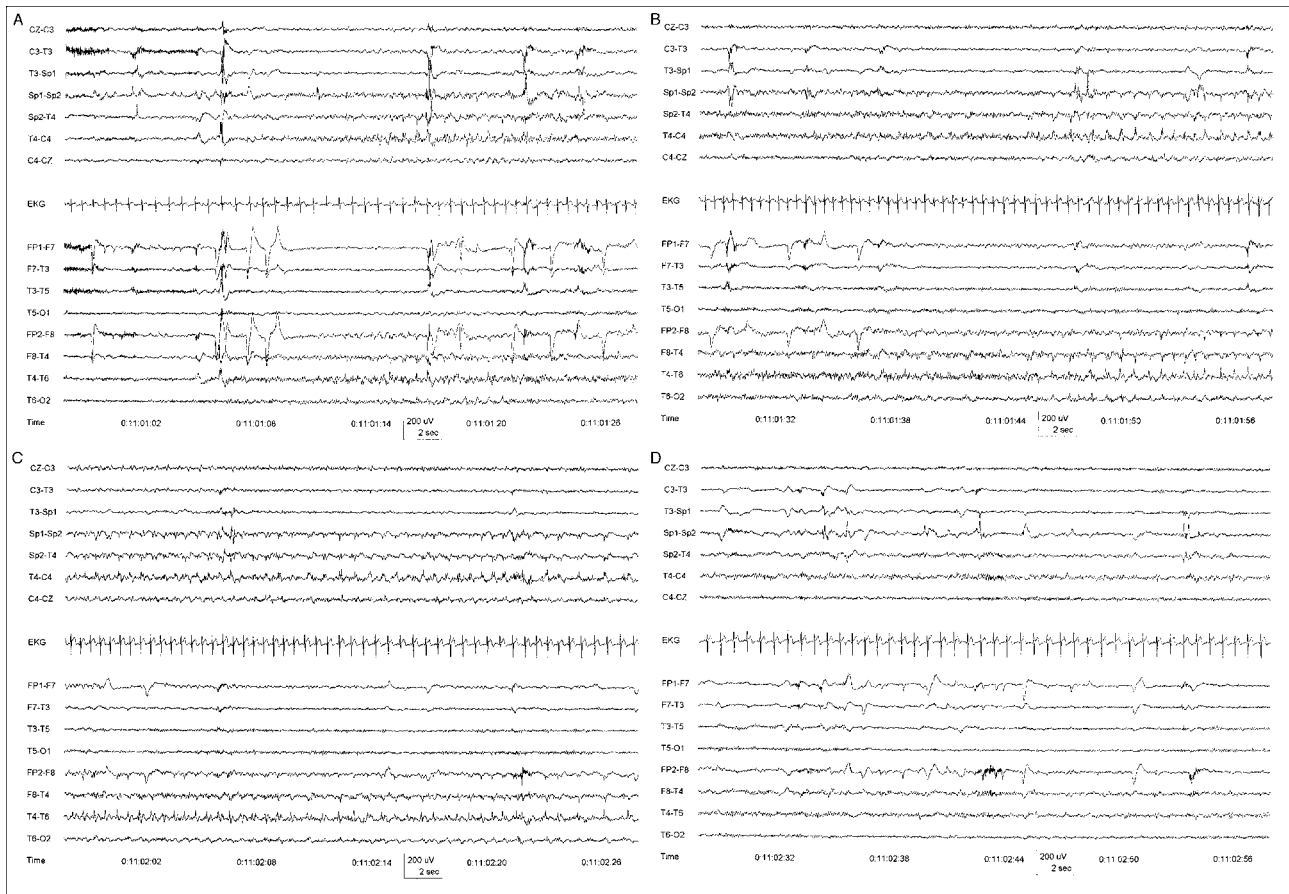 A
CZ-C3
C3-T3
T3-Sp1
Sp1-Sp2
Sp2-T4
T4-C4
C4-CZ
EKG
FP1-F7
F7-T3
T3-T5
T5-O1
FP2-F8
F8-T4
T4-T6
T6-O2
Time 0:11:01:02 0:11:01:08 0:11:01:14 0:11:01:20 0:11:01:26
200 uV
2 sec
B
CZ-C3
C3-T3
T3-Sp1
Sp1-Sp2
Sp2-T4
T4-C4
C4-CZ
EKG
FP1-F7
F7-T3
T3-T5
T5-O1
FP2-F8
F8-T4
T4-T6
T6-O2
Time 0:11:01:32 0:11:01:38 0:11:01:44 0:11:01:50 0:11:01:56
200 uV
2 sec
C
CZ-C3
C3-T3
T3-Sp1
Sp1-Sp2
Sp2-T4
T4-C4
C4-CZ
EKG
FP1-F7
F7-T3
T3-T5
T5-O1
FP2-F8
F8-T4
T4-T6
T6-O2
Time 0:11:02:02 0:11:02:08 0:11:02:14 0:11:02:20 0:11:02:26
200 uV
2 sec
D
CZ-C3
C3-T3
T3-Sp1
Sp1-Sp2
Sp2-T4
T4-C4
C4-CZ
EKG
FP1-F7
F7-T3
T3-T5
T5-O1
FP2-F8
F8-T4
T4-T5
T6-O2
Time 0:11:02:32 0:11:02:38 0:11:02:44 0:11:02:50 0:11:02:56
200 uV
2 sec